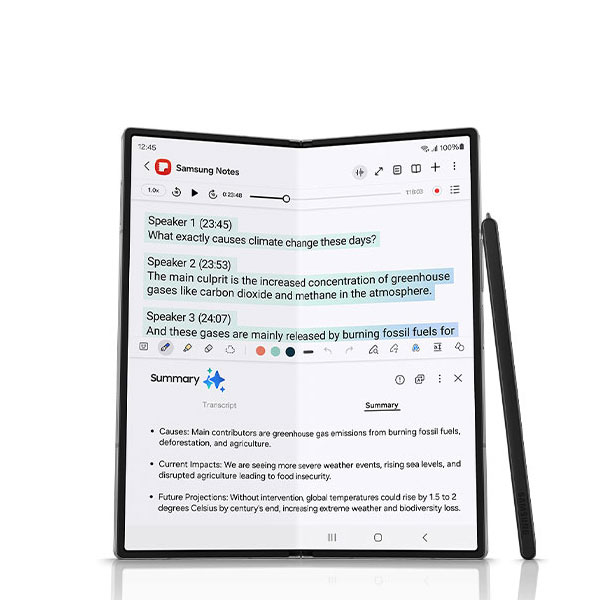 12:45
100%
Samsung Notes
1.0x
0:23:48
1:18:03
Speaker 1 (23:45)
What exactly causes climate change these days?
Speaker 2 (23:53)
The main culprit is the increased concentration of greenhouse
gases like carbon dioxide and methane in the atmosphere.
Speaker 3 (24:07)
And these gases are mainly released by burning fossil fuels for
Summary
Transcript
Summary
• Causes: Main contributors are greenhouse gas emissions from burning fossil fuels,
deforestation, and agriculture.
• Current Impacts: We are seeing more severe weather events, rising sea levels, and
disrupted agriculture leading to food insecurity.
• Future Projections: Without intervention, global temperatures could rise by 1.5 to 2
degrees Celsius by century's end, increasing extreme weather and biodiversity loss.
SAMSUNG